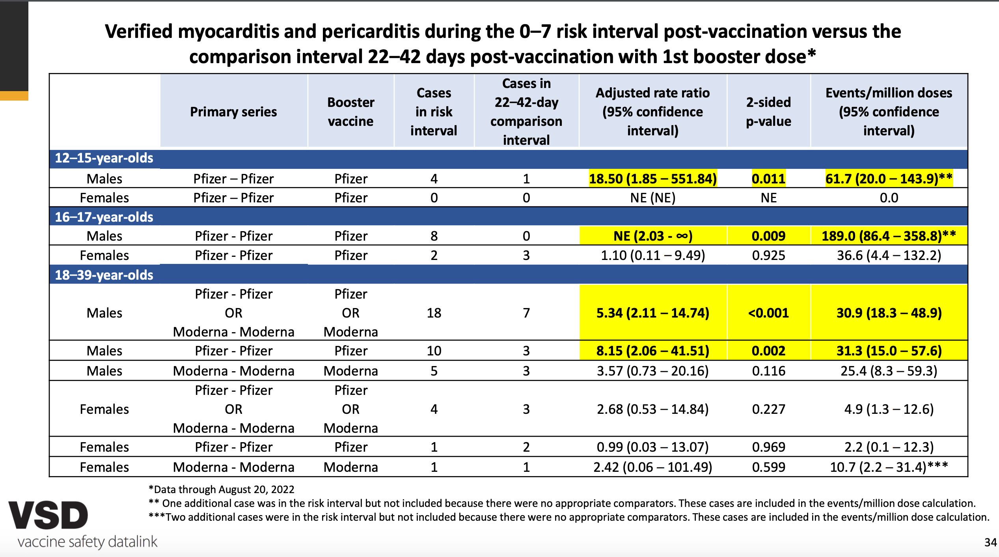 Verified myocarditis and pericarditis during the 0–7 risk interval post-vaccination versus the
comparison interval 22–42 days post-vaccination with 1st booster dose*
Primary series
Booster
vaccine
Cases
in risk
interval
Cases in
22–42-day
comparison
interval
Adjusted rate ratio
(95% confidence
interval)
2-sided
p-value
Events/million doses
(95% confidence
interval)
12–15-year-olds
Males Pfizer – Pfizer Pfizer 4 1 18.50 (1.85 – 551.84) 0.011 61.7 (20.0 – 143.9)**
Females Pfizer – Pfizer Pfizer 0 0 NE (NE) NE 0.0
16–17-year-olds
Males Pfizer - Pfizer Pfizer 8 0 NE (2.03 - ∞) 0.009 189.0 (86.4 – 358.8)**
Females Pfizer - Pfizer Pfizer 2 3 1.10 (0.11 – 9.49) 0.925 36.6 (4.4 – 132.2)
18–39-year-olds
Pfizer - Pfizer Pfizer
Males OR OR 18 7 5.34 (2.11 – 14.74) <0.001 30.9 (18.3 – 48.9)
Moderna - Moderna Moderna
Males Pfizer - Pfizer Pfizer 10 3 8.15 (2.06 – 41.51) 0.002 31.3 (15.0 – 57.6)
Males Moderna - Moderna Moderna 5 3 3.57 (0.73 – 20.16) 0.116 25.4 (8.3 – 59.3)
Pfizer - Pfizer Pfizer
Females OR OR 4 3 2.68 (0.53 – 14.84) 0.227 4.9 (1.3 – 12.6)
Moderna - Moderna Moderna
Females Pfizer - Pfizer Pfizer 1 2 0.99 (0.03 – 13.07) 0.969 2.2 (0.1 – 12.3)
Females Moderna - Moderna Moderna 1 1 2.42 (0.06 – 101.49) 0.599 10.7 (2.2 – 31.4)***
*Data through August 20, 2022
** One additional case was in the risk interval but not included because there were no appropriate comparators. These cases are included in the events/million dose calculation.
***Two additional cases were in the risk interval but not included because there were no appropriate comparators. These cases are included in the events/million dose calculation.
VSD
vaccine safety datalink
34